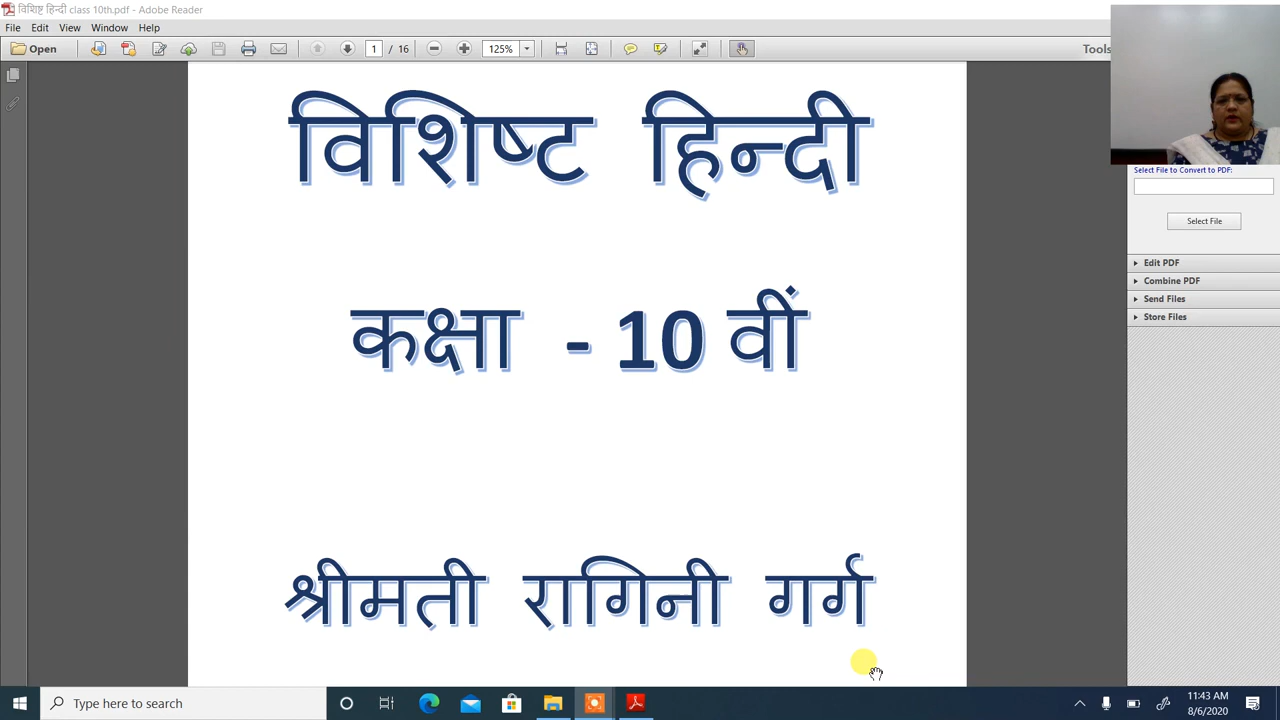 विशिष्ट हिन्दी class 10th.pdf - Adobe Reader
File Edit View Window Help
Open 1 / 16 125% Tools
विशिष्ट हिन्दी
Select File to Convert to PDF:
Select File
Edit PDF
Combine PDF
Send Files
Store Files
कक्षा - 10 वीं
श्रीमती रागिनी गर्ग
Type here to search
11:43 AM
8/6/2020